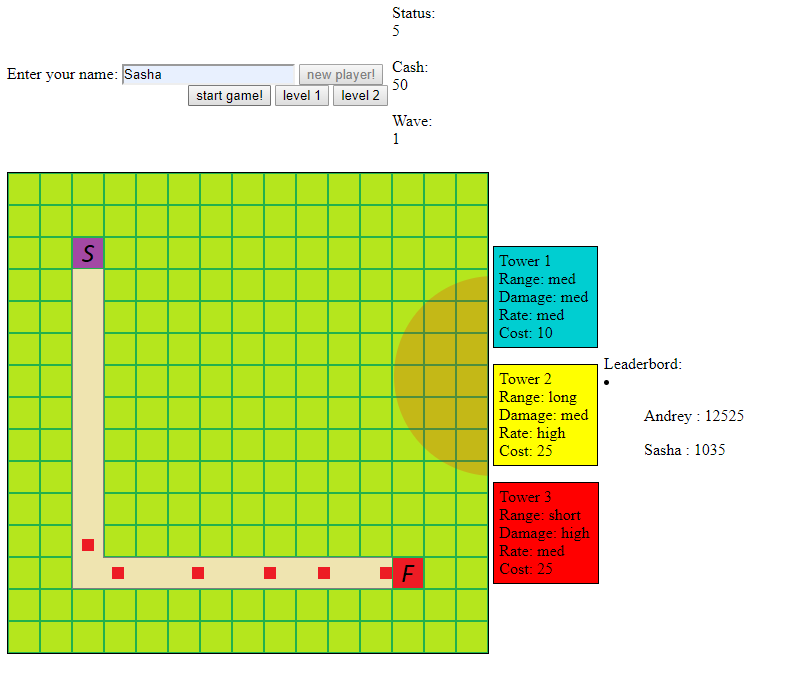 Status:
5
Cash:
50
Wave:
1
Enter your name: Sasha new player!
start game! level 1 level 2
S
F
Tower 1
Range: med
Damage: med
Rate: med
Cost: 10
Tower 2
Range: long
Damage: med
Rate: high
Cost: 25
Tower 3
Range: short
Damage: high
Rate: med
Cost: 25
Leaderbord:
Andrey : 12525
Sasha : 1035